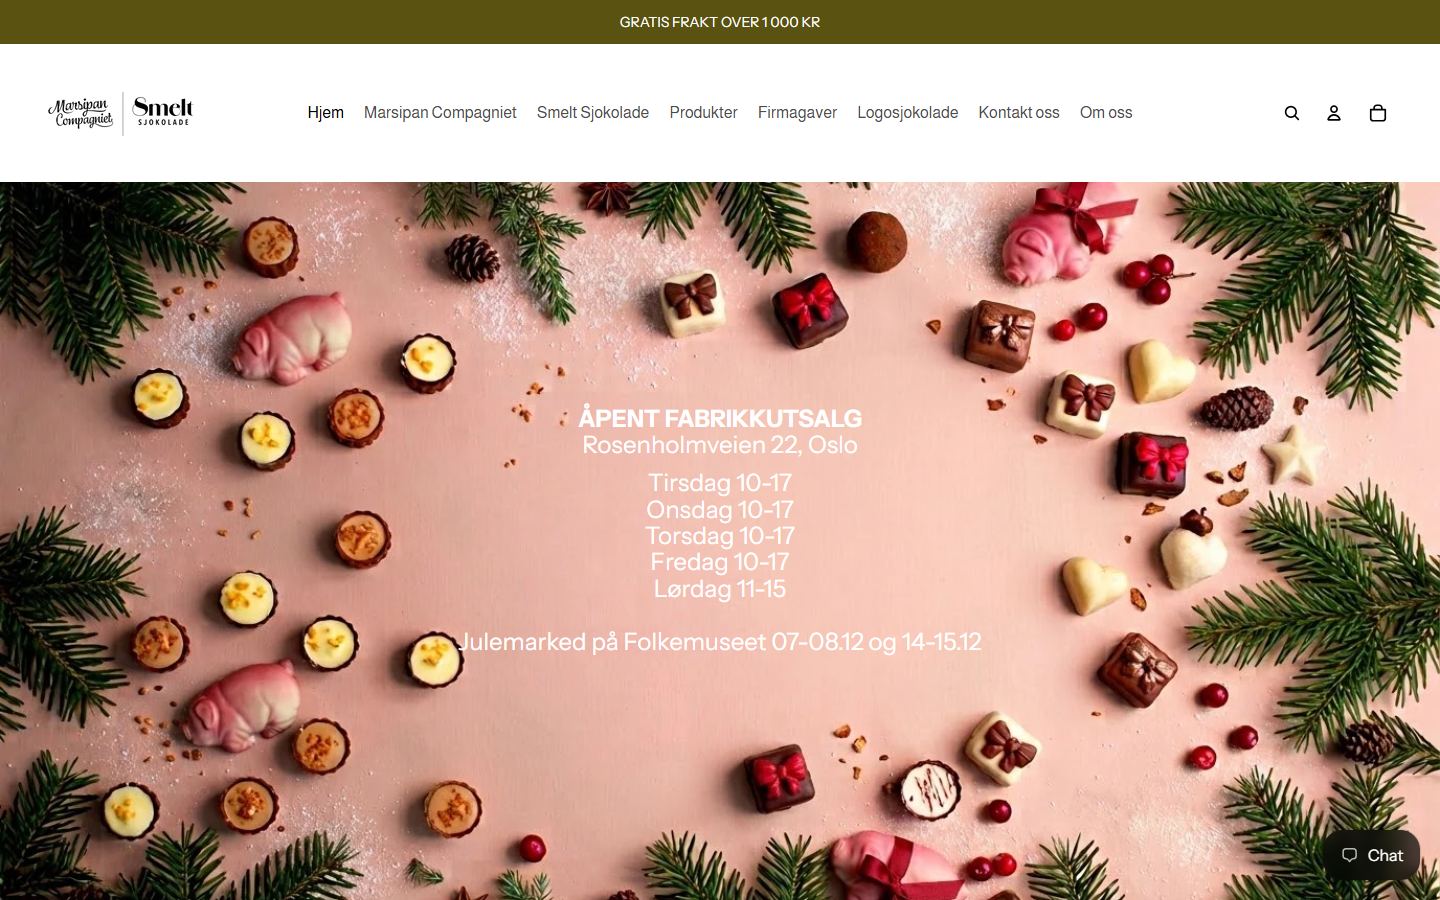 GRATIS FRAKT OVER 1 000 KR
Marsipan
Compagniet
Smelt
SJOKOLADE
Hjem
Marsipan Compagniet
Smelt Sjokolade
Produkter
Firmagaver
Logosjokolade
Kontakt oss
Om oss
ÅPENT FABRIKKUTSALG
Rosenholmveien 22, Oslo
Tirsdag 10-17
Onsdag 10-17
Torsdag 10-17
Fredag 10-17
Lørdag 11-15
Julemarked på Folkemuseet 07-08.12 og 14-15.12
Chat